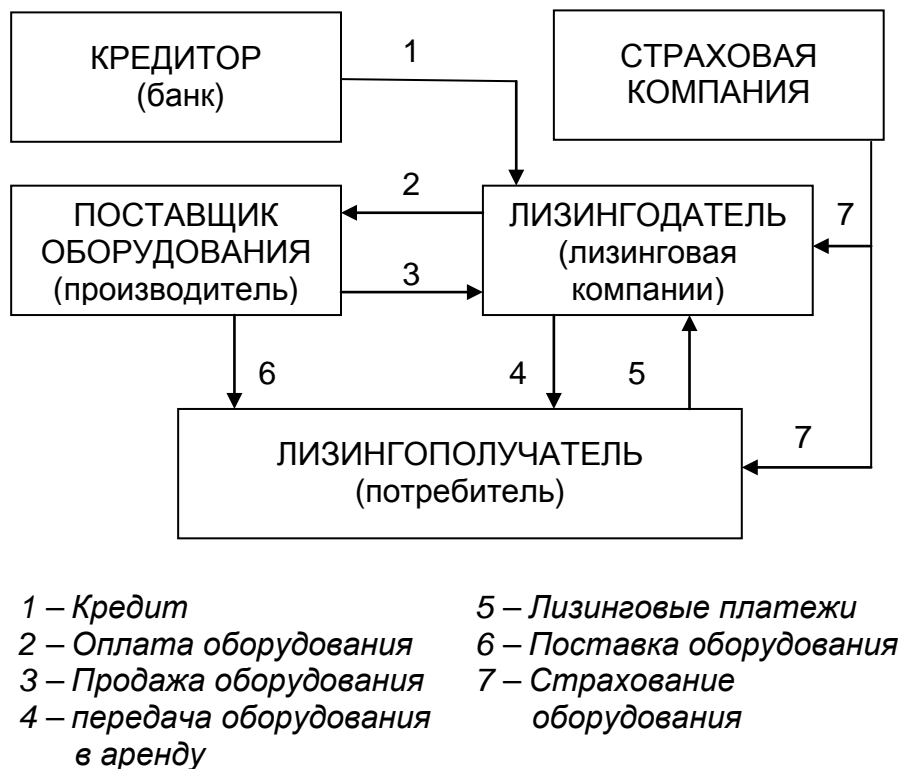 КРЕДИТОР
(банк)
1
СТРАХОВАЯ
КОМПАНИЯ
ПОСТАВЩИК
ОБОРУДОВАНИЯ
(производитель)
2
3
ЛИЗИНГОДАТЕЛЬ
(лизинговая
компании)
7
6
4
5
ЛИЗИНГОПОЛУЧАТЕЛЬ
(потребитель)
7
1 – Кредит
2 – Оплата оборудования
3 – Продажа оборудования
4 – передача оборудования
в аренду
5 – Лизинговые платежи
6 – Поставка оборудования
7 – Страхование
оборудования